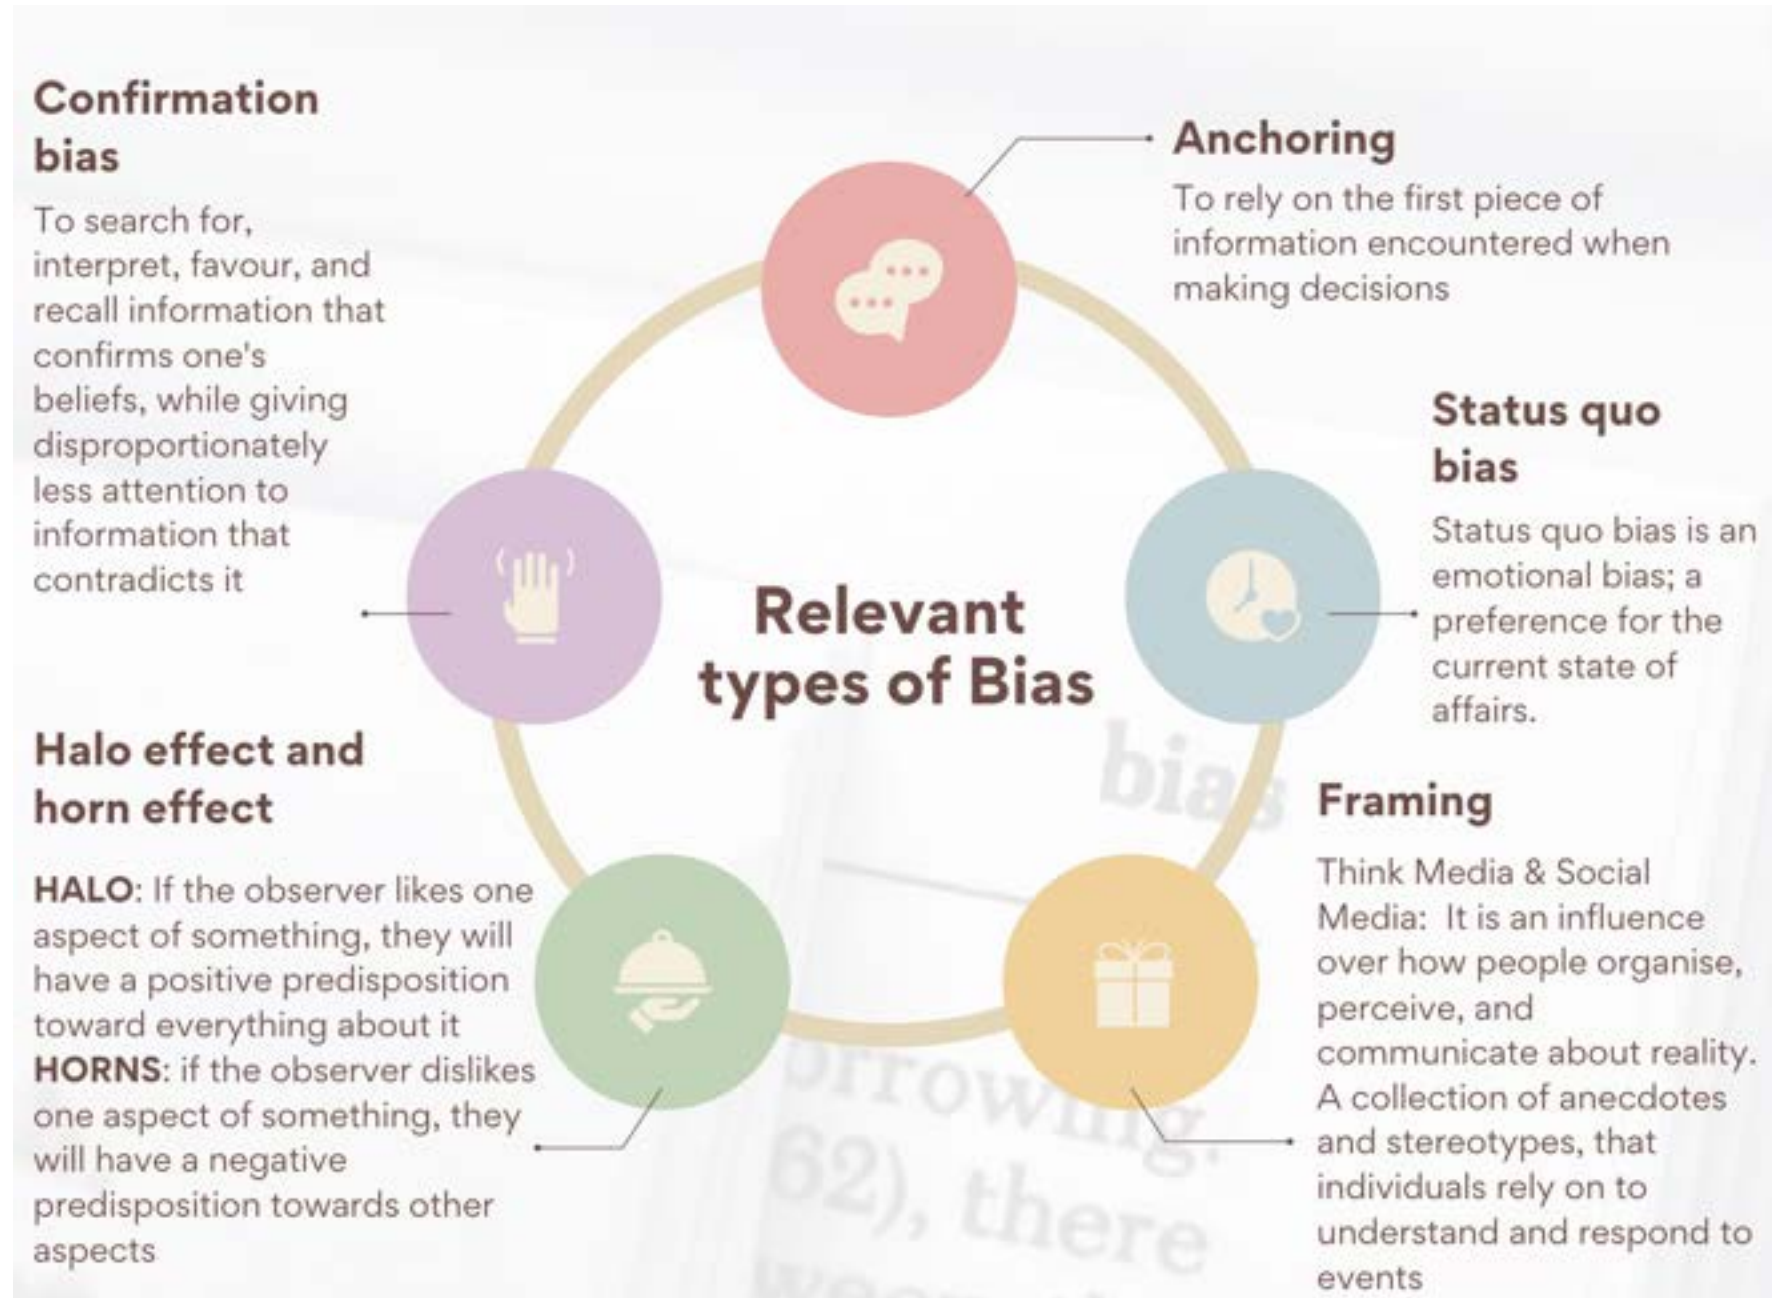 Confirmation
bias
To search for,
interpret, favour, and
recall information that
confirms one's
beliefs, while giving
disproportionately
less attention to
information that
contradicts it
Anchoring
To rely on the first piece of
information encountered when
making decisions
Status quo
bias
Status quo bias is an
emotional bias; a
preference for the
current state of
affairs.
Relevant
types of Bias
Halo effect and
horn effect
HALO: If the observer likes one
aspect of something, they will
have a positive predisposition
toward everything about it
HORNS: if the observer dislikes
one aspect of something, they
will have a negative
predisposition towards other
aspects
Framing
Think Media & Social
Media: It is an influence
over how people organise,
perceive, and
communicate about reality.
A collection of anecdotes
and stereotypes, that
individuals rely on to
understand and respond to
events
bias
62), there